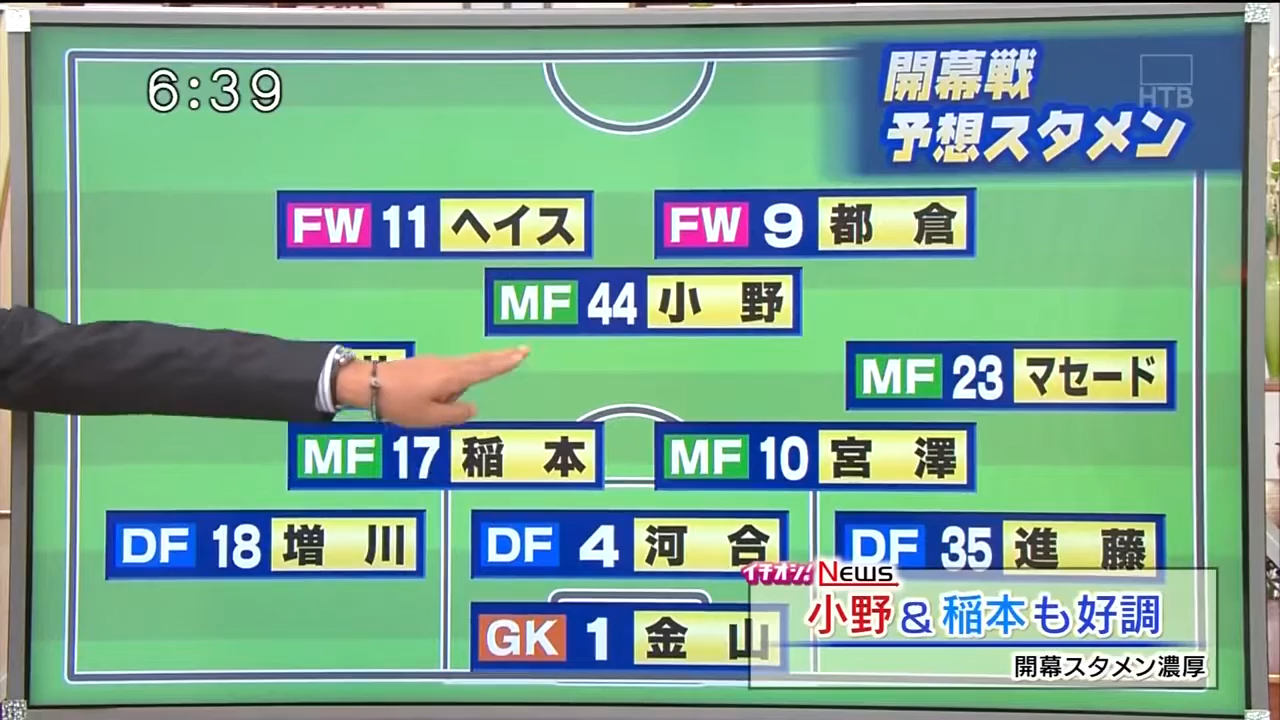 6:39
開幕戦
HTB
予想スタメン
FW 11 ヘイス
FW 9 都倉
MF 44 小野
MF 23 マセード
MF 17 稲本
MF 10 宮澤
DF 18 増川
DF 4 河合
DF 35 進藤
イチオシ! NEWS
小野&稲本も好調
GK 1 金山
開幕スタメン濃厚